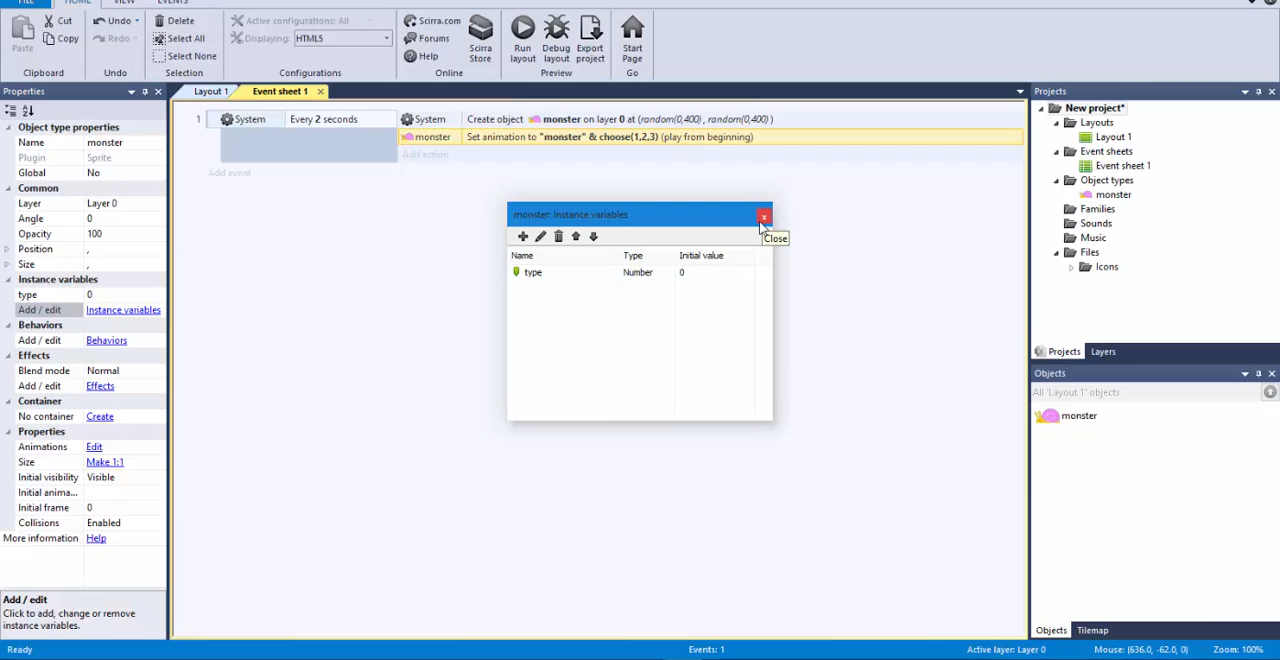 FILE HOME VIEW EVENTS
Paste
Cut
Copy
Clipboard
Undo
Redo
Undo
Delete
Select All
Select None
Selection
Active configurations: All
Displaying: HTML5
Configurations
Scirra.com
Forums
Help
Scirra Store
Online
Run layout
Debug layout
Export project
Preview
Start Page
Go
Properties
Object type properties
Name monster
Plugin Sprite
Global No
Common
Layer Layer 0
Angle 0
Opacity 100
Position ,
Size ,
Instance variables
type 0
Add / edit Instance variables
Behaviors
Add / edit Behaviors
Effects
Blend mode Normal
Add / edit Effects
Container
No container Create
Properties
Animations Edit
Size Make 1:1
Initial visibility Visible
Initial anima...
Initial frame 0
Collisions Enabled
More information Help
Add / edit
Click to add, change or remove
instance variables.
Layout 1 Event sheet 1 x
1 System Every 2 seconds System Create object monster on layer 0 at (random(0,400) , random(0,400) )
monster Set animation to "monster" & choose(1,2,3) (play from beginning)
Add action
Add event
monster: Instance variables x
Close
Name Type Initial value
type Number 0
Projects
New project*
Layouts
Layout 1
Event sheets
Event sheet 1
Object types
monster
Families
Sounds
Music
Files
Icons
Projects Layers
Objects
All 'Layout 1' objects
monster
Objects Tilemap
Ready Events: 1 Active layer: Layer 0 Mouse: (636.0, -62.0, 0) Zoom: 100%